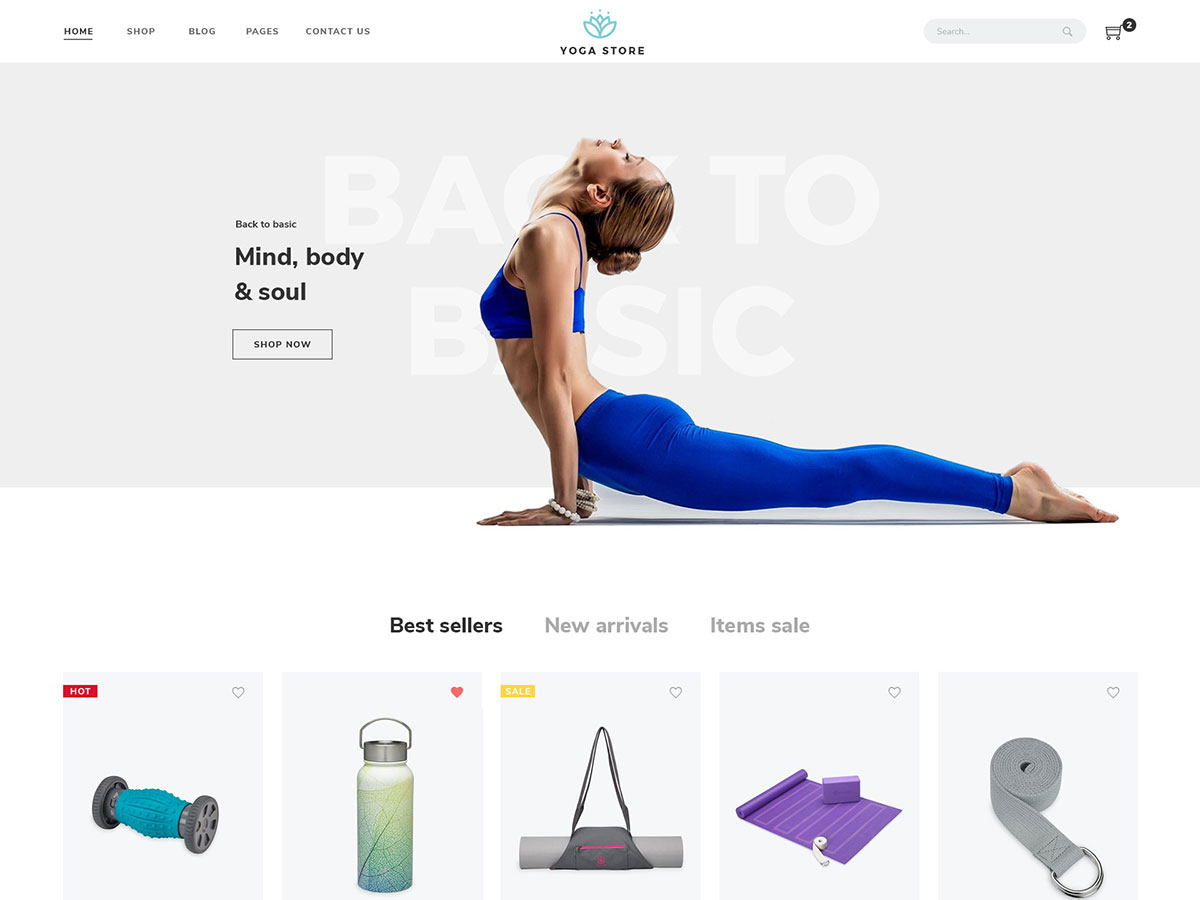 HOME
SHOP
BLOG
PAGES
CONTACT US
YOGA STORE
Search...
2
BACK TO
BASIC
Back to basic
Mind, body
& soul
SHOP NOW
Best sellers
New arrivals
Items sale
HOT
SALE